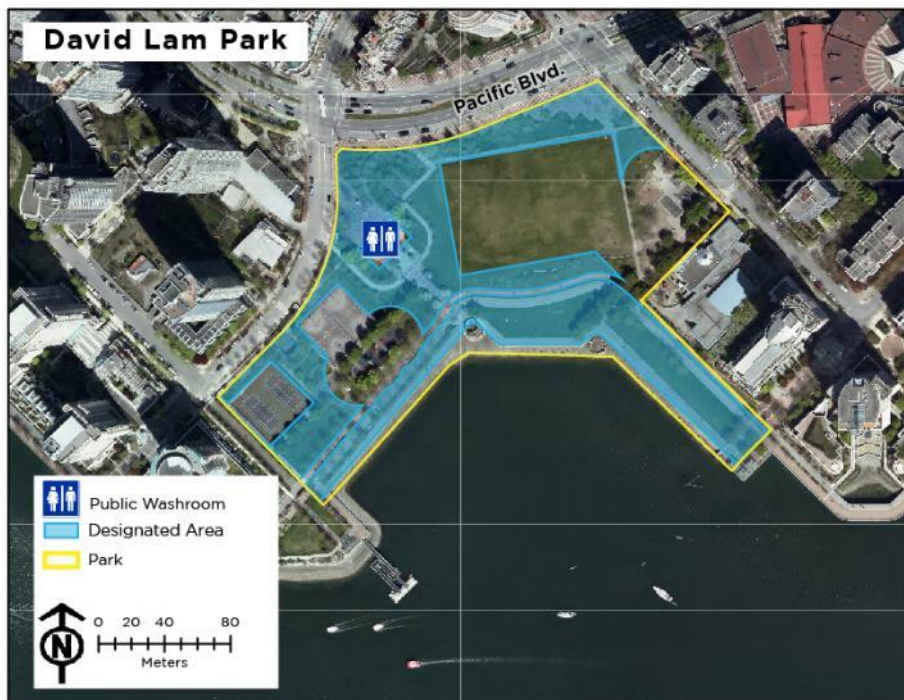 David Lam Park
Pacific Blvd.
Public Washroom
Designated Area
Park
N
0 20 40 80
Meters